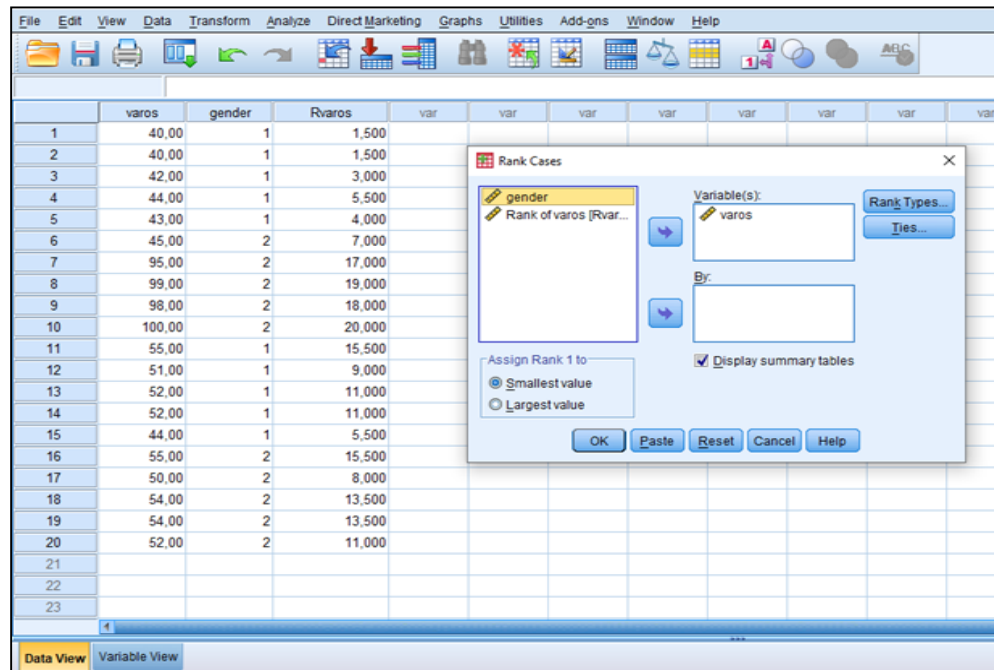 File Edit View Data Transform Analyze Direct Marketing Graphs Utilities Add-ons Window Help
A
1
ABC
varos gender Rvaros var var var var var var var var
1 40,00 1 1,500
2 40,00 1 1,500
3 42,00 1 3,000
4 44,00 1 5,500
5 43,00 1 4,000
6 45,00 2 7,000
7 95,00 2 17,000
8 99,00 2 19,000
9 98,00 2 18,000
10 100,00 2 20,000
11 55,00 1 15,500
12 51,00 1 9,000
13 52,00 1 11,000
14 52,00 1 11,000
15 44,00 1 5,500
16 55,00 2 15,500
17 50,00 2 8,000
18 54,00 2 13,500
19 54,00 2 13,500
20 52,00 2 11,000
21
22
23
Rank Cases
gender
Rank of varos [Rvar...
Variable(s):
varos
Rank Types...
Ties...
By:
Assign Rank 1 to
Smallest value
Largest value
Display summary tables
OK Paste Reset Cancel Help
Data View Variable View